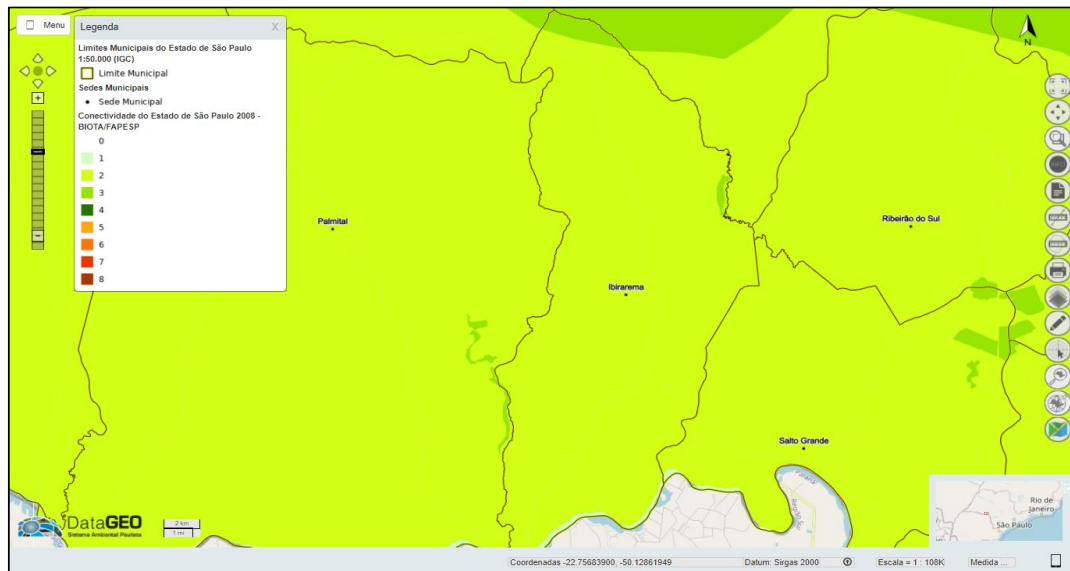 Menu
Legenda
X
Limites Municipais do Estado de São Paulo
1:50.000 (IGC)
Limite Municipal
Sedes Municipais
Sede Municipal
Conectividade do Estado de São Paulo 2008 -
BIOTA/FAPESP
0
1
2
3
4
5
6
7
8
N
Palmital
Ribeirão do Sul
Ibirarema
Salto Grande
Paraná
Região Sul
Rio de
Janeiro
São Paulo
DataGEO
Sistema Ambiental Paulista
2 km
1 mi
Coordenadas -22.75683900, -50.12861949
Datum: Sirgas 2000
Escala = 1 : 108K
Medida ...